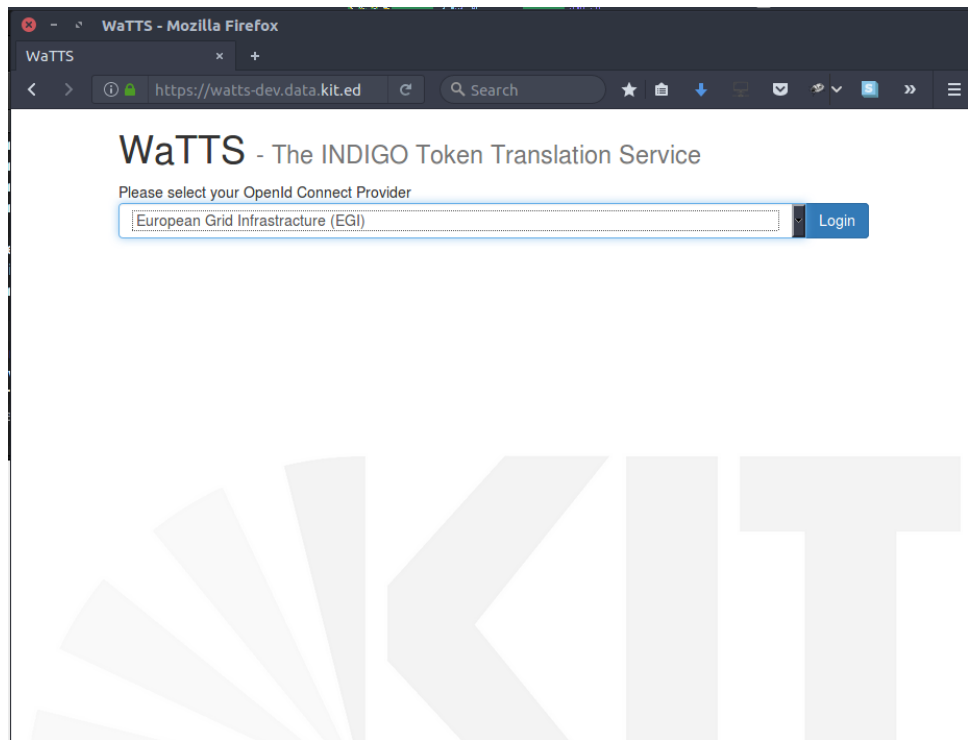 WaTTS - Mozilla Firefox
WaTTS × +
https://watts-dev.data.kit.ed Search S
WaTTS - The INDIGO Token Translation Service
Please select your OpenId Connect Provider
European Grid Infrastracture (EGI) Login
KIT